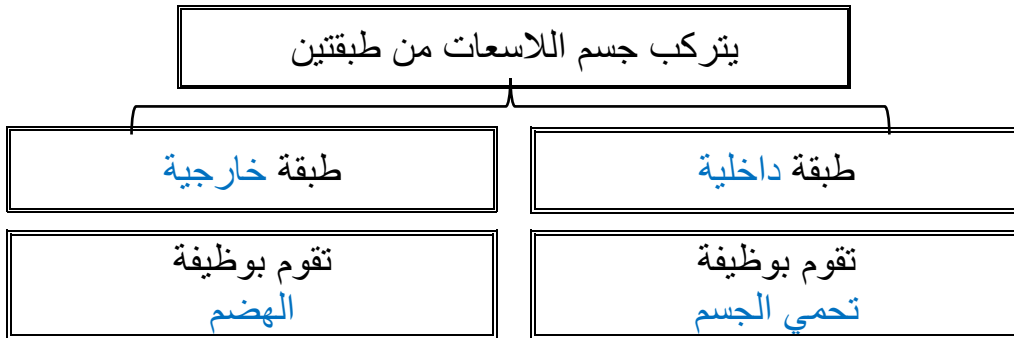 يتركب جسم اللاسعات من طبقتين
طبقة داخلية
طبقة خارجية
تقوم بوظيفة
تحمي الجسم
تقوم بوظيفة
الهضم